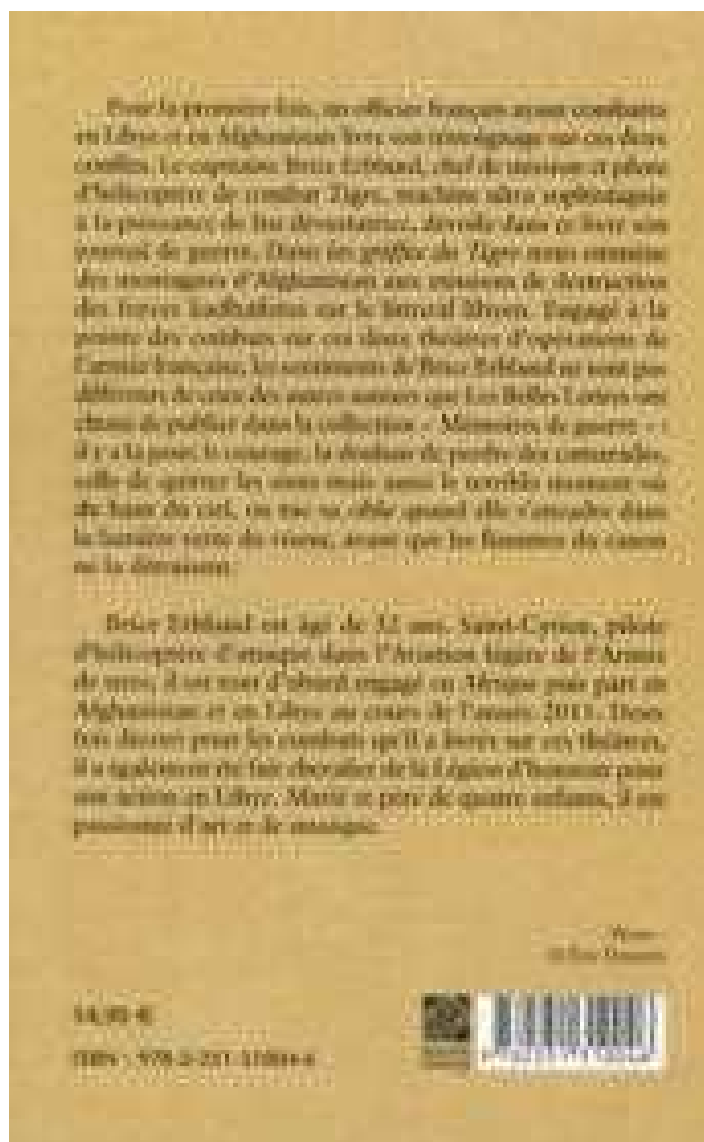 Pour la première fois, un officier français ayant combattu
en Libye et en Afghanistan livre son témoignage sur ces deux
conflits. Le capitaine Brice Erbland, chef de mission et pilote
d'hélicoptère de combat Tigre, machine ultra sophistiquée
à la puissance de feu dévastatrice, dévoile dans ce livre son
journal de guerre. Dans les griffes du Tigre nous emmène
des montagnes d'Afghanistan aux missions de destruction
des forces kadhafistes sur le littoral libyen. Engagé à la
pointe des combats sur ces deux théâtres d'opérations de
l'armée française, les sentiments de Brice Erbland ne sont pas
différents de ceux des autres auteurs que Les Belles Lettres ont
choisi de publier dans la collection « Mémoires de guerre » :
il y a la peur, le courage, la douleur de perdre des camarades,
celle de quitter les siens mais aussi le terrible moment où
du haut du ciel, on tue sa cible quand elle s'encadre dans
la lumière verte du viseur, avant que les flammes du canon
ne la détruisent.
Brice Erbland est âgé de 32 ans. Saint-Cyrien, pilote
d'hélicoptère d'attaque dans l'Aviation légère de l'Armée
de terre, il est tout d'abord engagé en Afrique puis part en
Afghanistan et en Libye au cours de l'année 2011. Deux
fois décoré pour les combats qu'il a livrés sur ces théâtres,
il a également été fait chevalier de la Légion d'honneur pour
son action en Libye. Marié et père de quatre enfants, il est
passionné d'art et de musique.
ISBN : 978-2-251